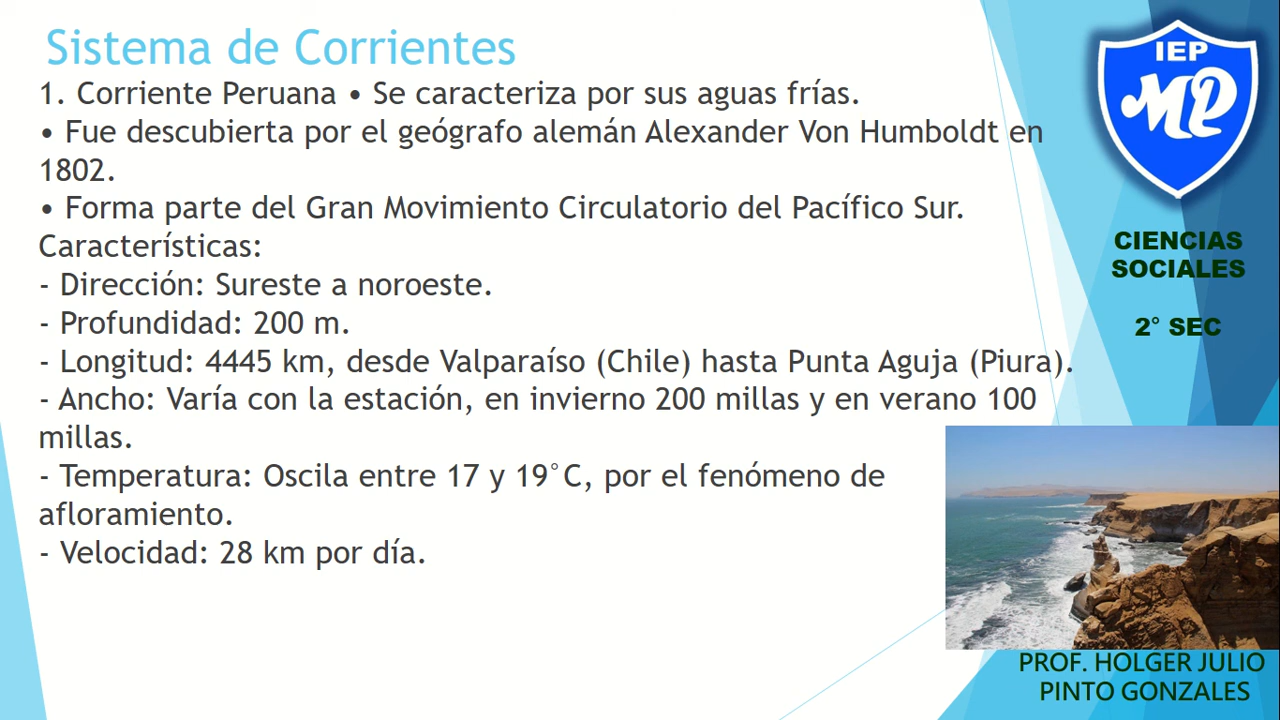 Sistema de Corrientes
1. Corriente Peruana • Se caracteriza por sus aguas frías.
• Fue descubierta por el geógrafo alemán Alexander Von Humboldt en
1802.
• Forma parte del Gran Movimiento Circulatorio del Pacífico Sur.
Características:
- Dirección: Sureste a noroeste.
- Profundidad: 200 m.
- Longitud: 4445 km, desde Valparaíso (Chile) hasta Punta Aguja (Piura).
- Ancho: Varía con la estación, en invierno 200 millas y en verano 100
millas.
- Temperatura: Oscila entre 17 y 19°C, por el fenómeno de
afloramiento.
- Velocidad: 28 km por día.
IEP
MP
CIENCIAS
SOCIALES
2° SEC
PROF. HOLGER JULIO
PINTO GONZALES